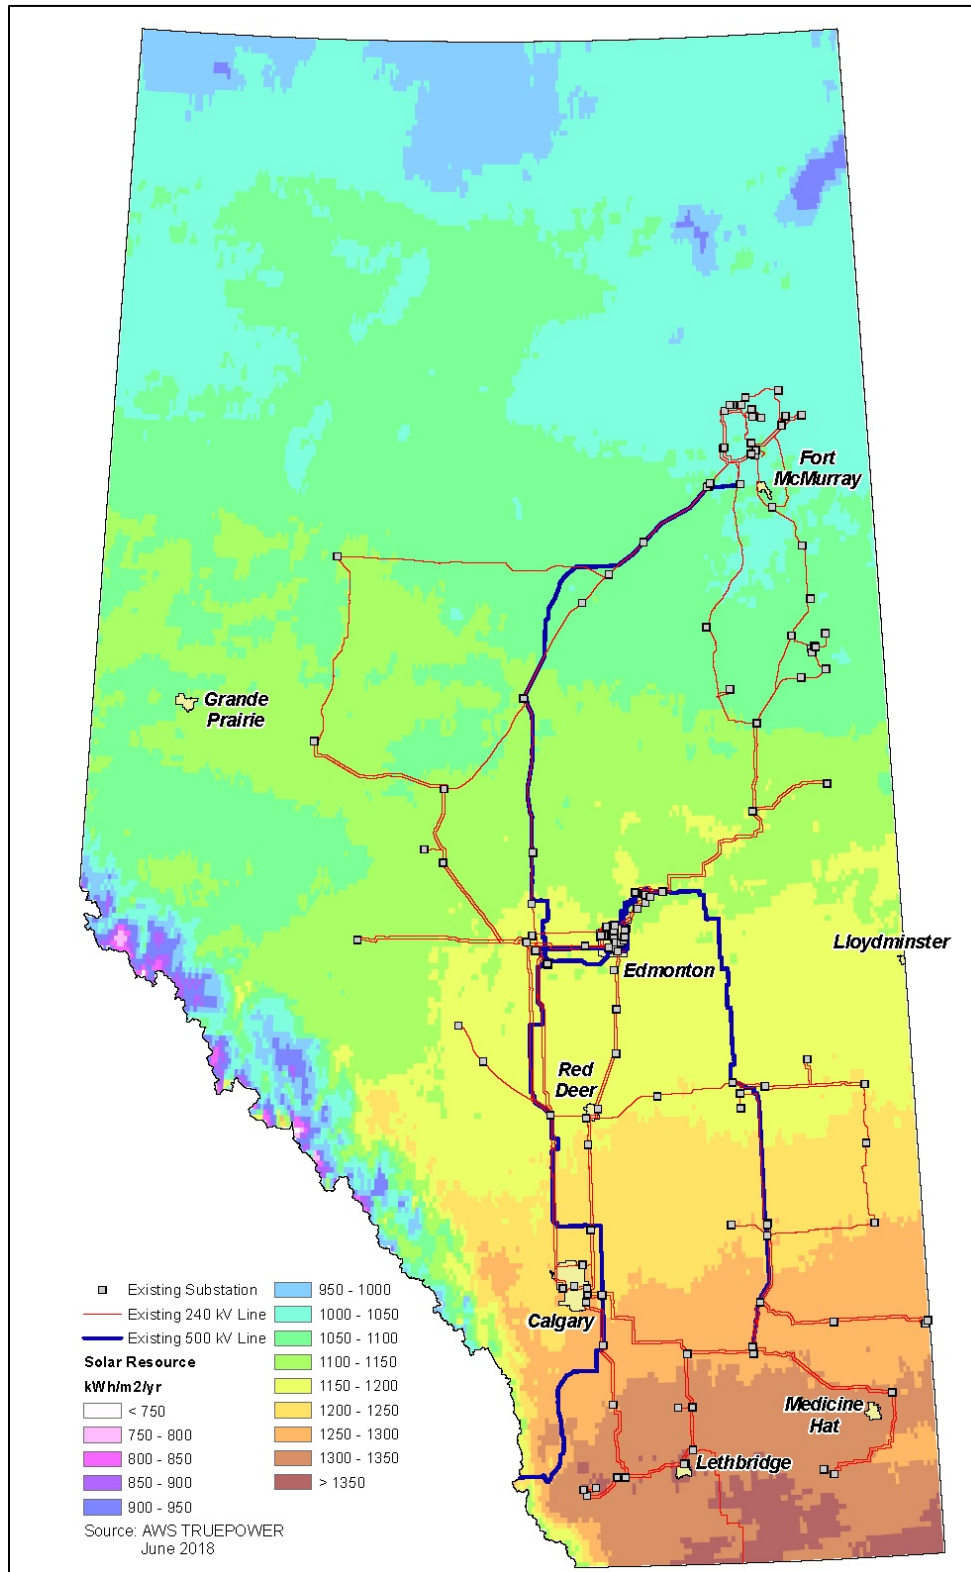 Fort
McMurray
Grande
Prairie
Lloydminster
Edmonton
Red
Deer
Calgary
Medicine
Hat
Lethbridge
Existing Substation
Existing 240 kV Line
Existing 500 kV Line
Solar Resource
kWh/m2/yr
< 750
750 - 800
800 - 850
850 - 900
900 - 950
950 - 1000
1000 - 1050
1050 - 1100
1100 - 1150
1150 - 1200
1200 - 1250
1250 - 1300
1300 - 1350
> 1350
Source: AWS TRUEPOWER
June 2018